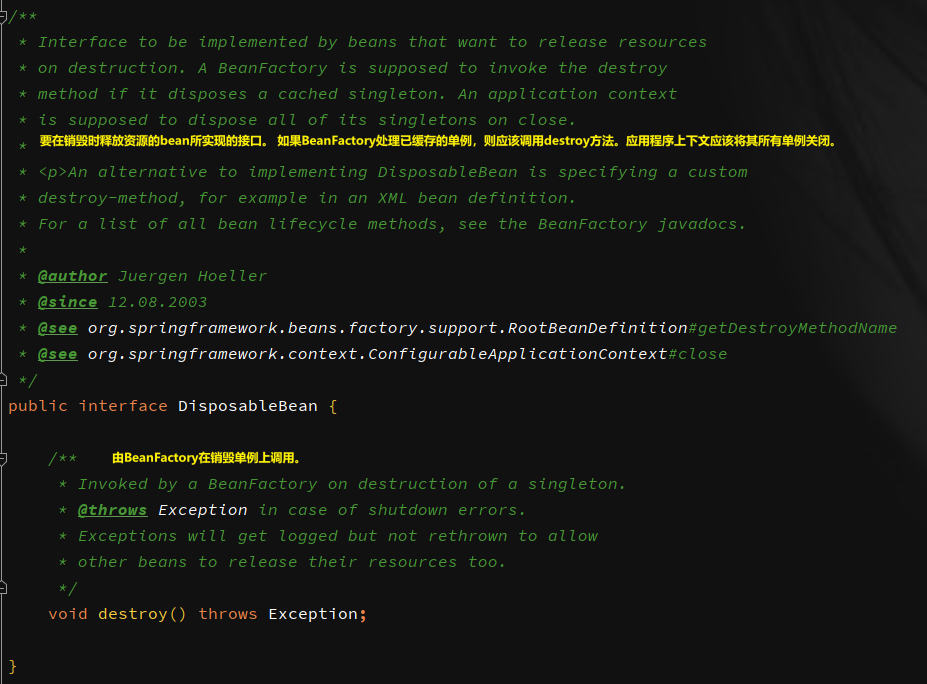 /**
* Interface to be implemented by beans that want to release resources
* on destruction. A BeanFactory is supposed to invoke the destroy
* method if it disposes a cached singleton. An application context
* is supposed to dispose all of its singletons on close.
* 要在销毁时释放资源的bean所实现的接口。 如果BeanFactory处理已缓存的单例，则应该调用destroy方法。应用程序上下文应该将其所有单例关闭。
* <p>An alternative to implementing DisposableBean is specifying a custom
* destroy-method, for example in an XML bean definition.
* For a list of all bean lifecycle methods, see the BeanFactory javadocs.
*
* @author Juergen Hoeller
* @since 12.08.2003
* @see org.springframework.beans.factory.support.RootBeanDefinition#getDestroyMethodName
* @see org.springframework.context.ConfigurableApplicationContext#close
*/
public interface DisposableBean {
/** 由BeanFactory在销毁单例上调用。
* Invoked by a BeanFactory on destruction of a singleton.
* @throws Exception in case of shutdown errors.
* Exceptions will get logged but not rethrown to allow
* other beans to release their resources too.
*/
void destroy() throws Exception;
}